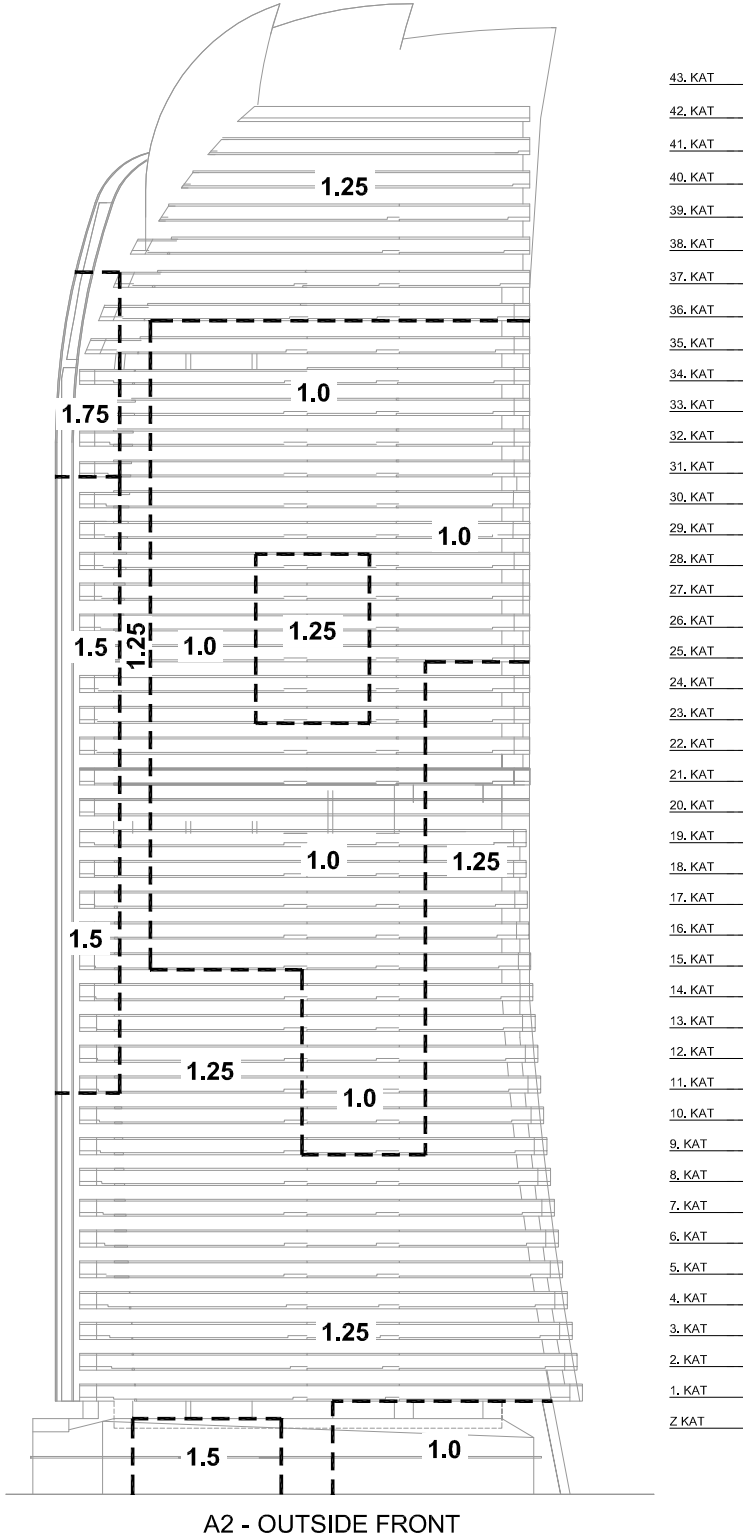 43. KAT
42. KAT
41. KAT
1.25
40. KAT
39. KAT
38. KAT
37. KAT
36. KAT
35. KAT
34. KAT
1.0
1.75
33. KAT
32. KAT
31. KAT
30. KAT
1.0
29. KAT
28. KAT
27. KAT
1.25
26. KAT
1.5
1.25
1.0
25. KAT
24. KAT
23. KAT
22. KAT
21. KAT
20. KAT
19. KAT
1.0
1.25
18. KAT
17. KAT
16. KAT
1.5
15. KAT
14. KAT
13. KAT
12. KAT
1.25
11. KAT
1.0
10. KAT
9. KAT
8. KAT
7. KAT
6. KAT
5. KAT
4. KAT
3. KAT
1.25
2. KAT
1. KAT
Z KAT
1.5
1.0
A2 - OUTSIDE FRONT